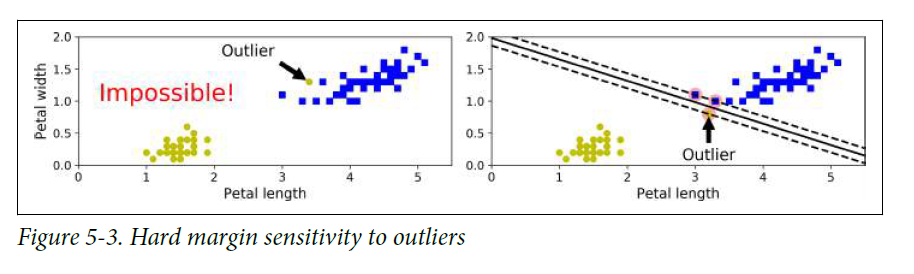 2.0
1.5
1.0
0.5
0.0
0 1 2 3 4 5
Petal width
Petal length
Outlier
Impossible!
2.0
1.5
1.0
0.5
0.0
0 1 2 3 4 5
Petal length
Outlier
Figure 5-3. Hard margin sensitivity to outliers